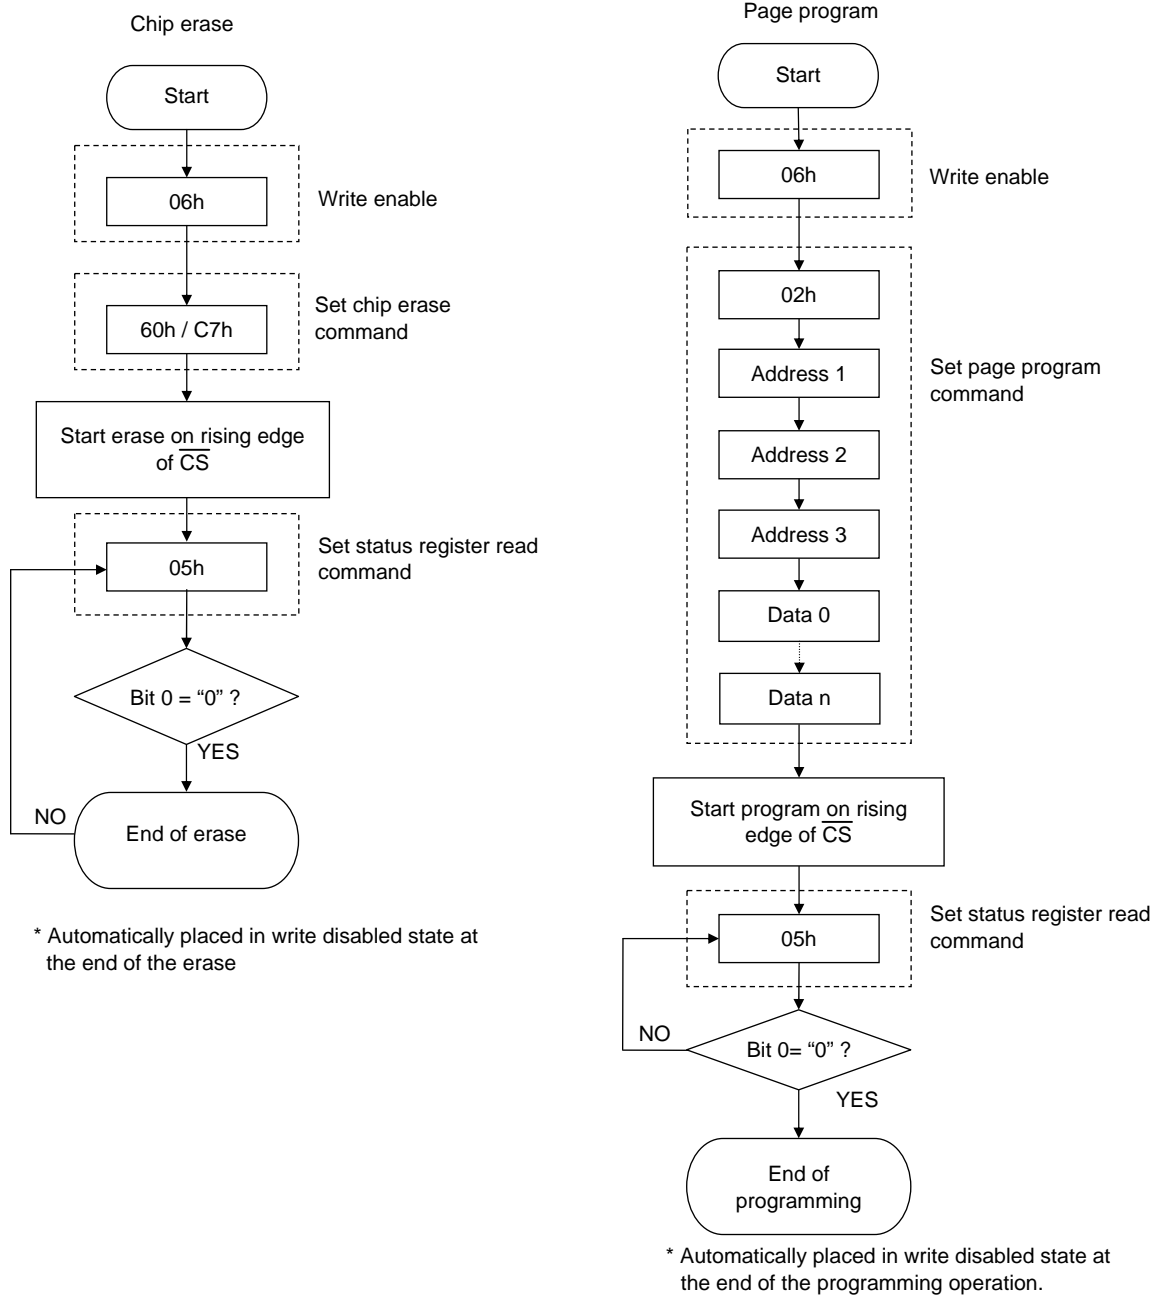 Chip erase
Start
06h
Write enable
60h / C7h
Set chip erase
command
Start erase on rising edge
of CS
05h
Set status register read
command
Bit 0 = “0” ?
YES
NO
End of erase
* Automatically placed in write disabled state at
the end of the erase
Page program
Start
06h
Write enable
02h
Address 1
Set page program
command
Address 2
Address 3
Data 0
Data n
Start program on rising
edge of CS
05h
Set status register read
command
NO
Bit 0= “0” ?
YES
End of
programming
* Automatically placed in write disabled state at
the end of the programming operation.